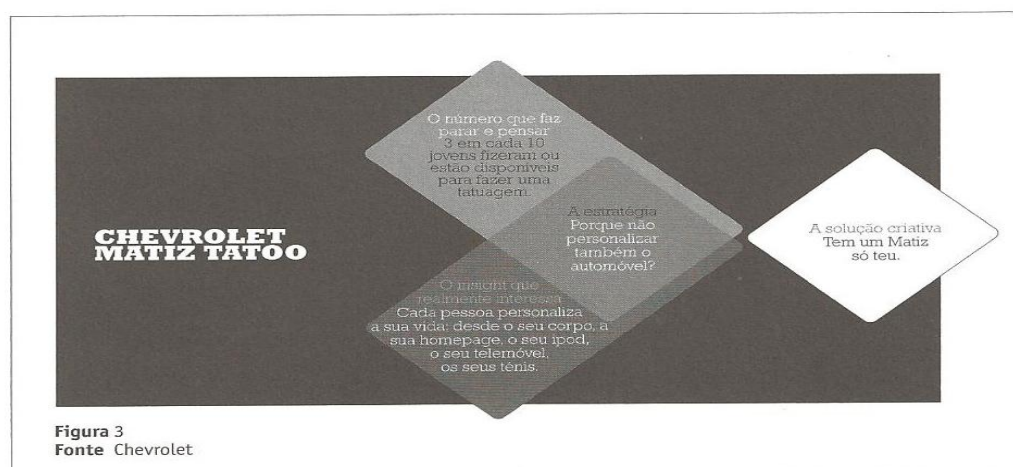 CHEVROLET
MATIZ TATOO
O número que faz
parar e pensar
3 em cada 10
jovens fizeram ou
estão disponíveis
para fazer uma
tatuagem.
O insight que
realmente interessa
Cada pessoa personaliza
a sua vida: desde o seu corpo, a
sua homepage, o seu ipod,
o seu telemóvel,
os seus ténis.
A estratégia
Porque não
personalizar
também o
automóvel?
A solução criativa
Tem um Matiz
só teu.
Figura 3
Fonte Chevrolet